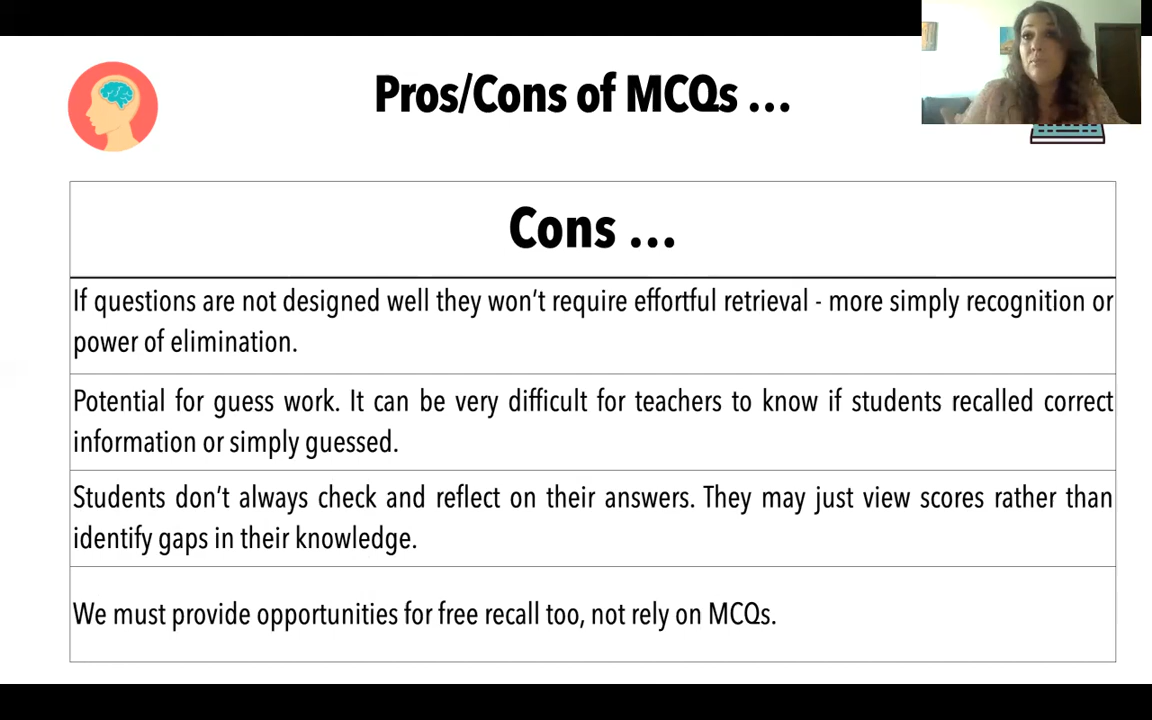 Pros/Cons of MCQs ...
Cons ...
If questions are not designed well they won't require effortful retrieval - more simply recognition or
power of elimination.
Potential for guess work. It can be very difficult for teachers to know if students recalled correct
information or simply guessed.
Students don't always check and reflect on their answers. They may just view scores rather than
identify gaps in their knowledge.
We must provide opportunities for free recall too, not rely on MCQs.